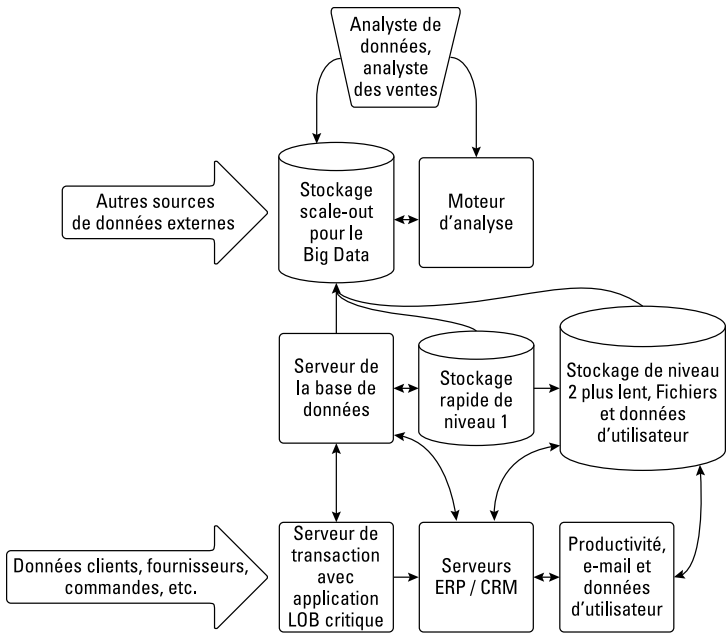 Analyste de
données,
analyste
des ventes
Autres sources
de données externes
Stockage
scale-out
pour le
Big Data
Moteur
d'analyse
Serveur de
la base de
données
Stockage
rapide de
niveau 1
Stockage de niveau
2 plus lent, Fichiers
et données
d'utilisateur
Données clients, fournisseurs,
commandes, etc.
Serveur de
transaction
avec
application
LOB critique
Serveurs
ERP / CRM
Productivité,
e-mail et
données
d'utilisateur